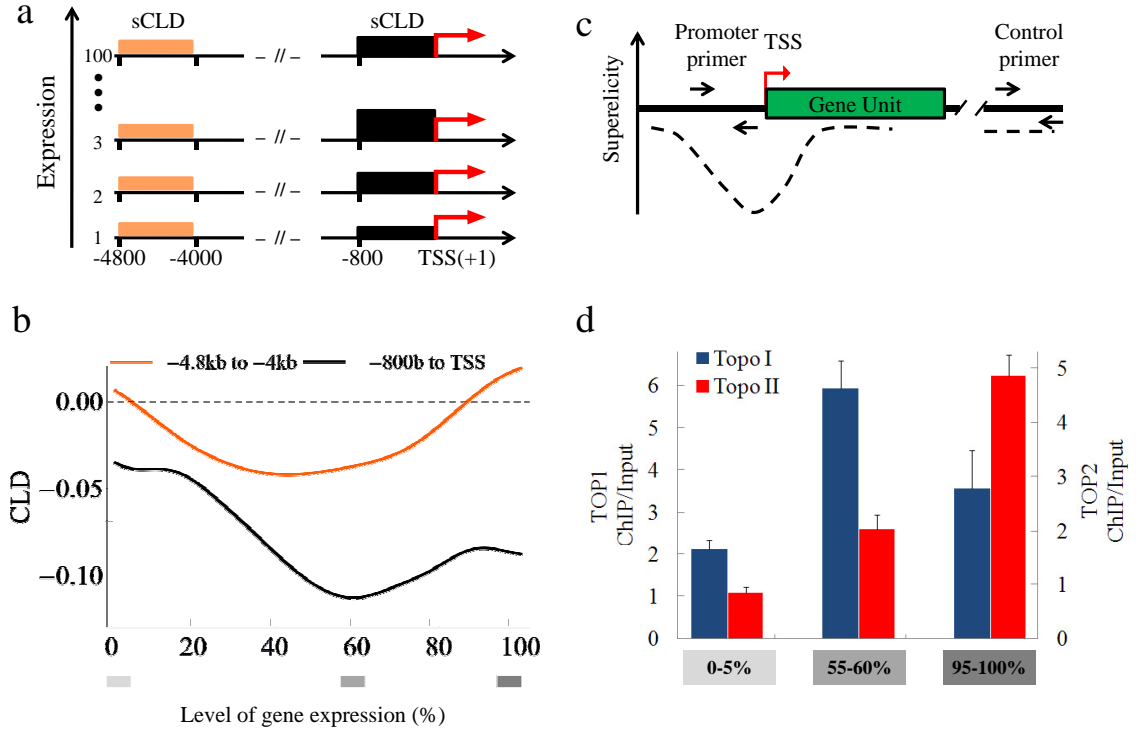 a
sCLD
sCLD
Expression
100
– // –
3
– // –
2
– // –
1
– // –
-4800
-4000
-800
TSS(+1)
b
−4.8kb to −4kb
−800b to TSS
CLD
0.00
−0.05
−0.10
0
20
40
60
80
100
Level of gene expression (%)
c
Superelicity
Promoter
primer
TSS
Gene Unit
Control
primer
d
Topo I
Topo II
TOP1
ChIP/Input
6
5
4
3
2
1
0
TOP2
ChIP/Input
5
4
3
2
1
0
0-5%
55-60%
95-100%